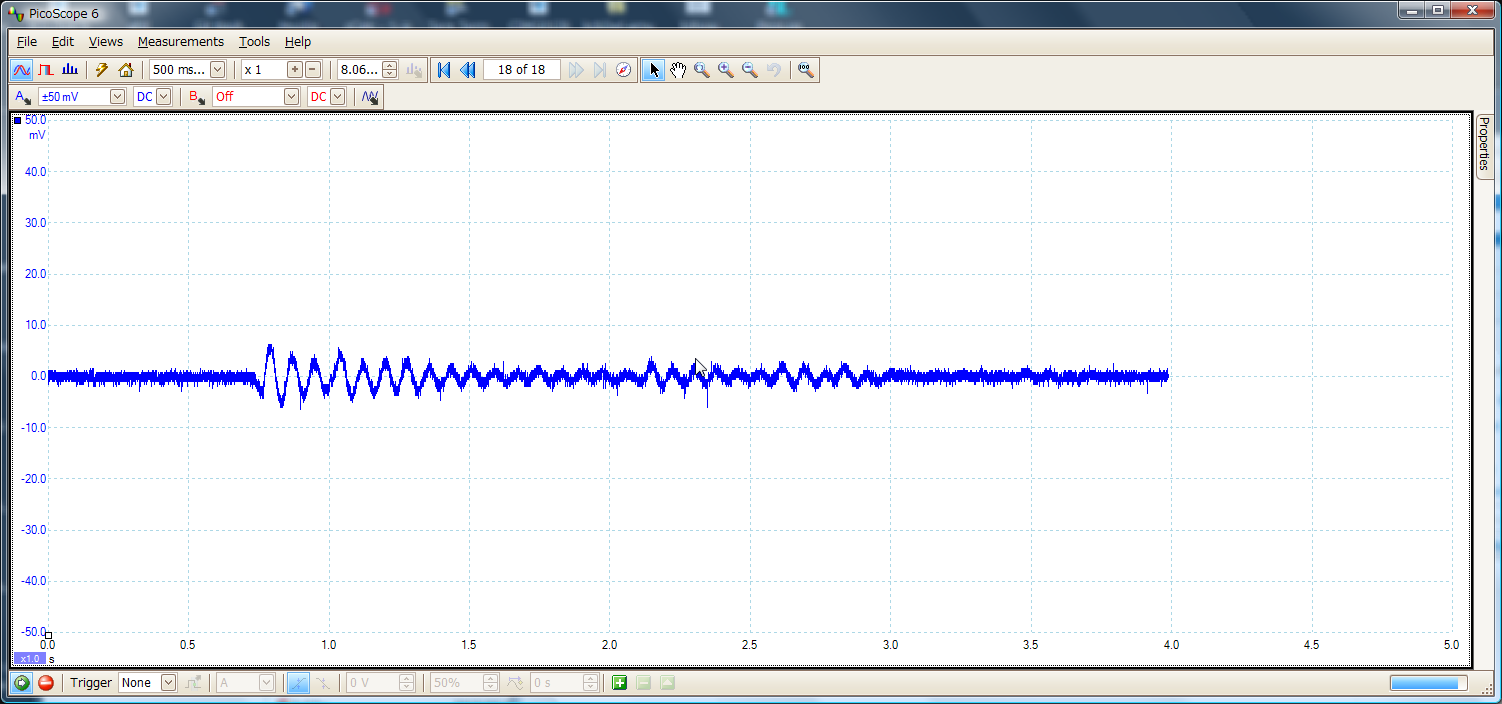 PicoScope 6
File Edit Views Measurements Tools Help
500 ms... x 1 8.06... 18 of 18
A ±50 mV DC B Off DC
50.0
mV
40.0
30.0
20.0
10.0
0.0
-10.0
-20.0
-30.0
-40.0
-50.0
0.0 0.5 1.0 1.5 2.0 2.5 3.0 3.5 4.0 4.5 5.0
x1.0 s
Properties
Trigger None A 0 V 50% 0 s